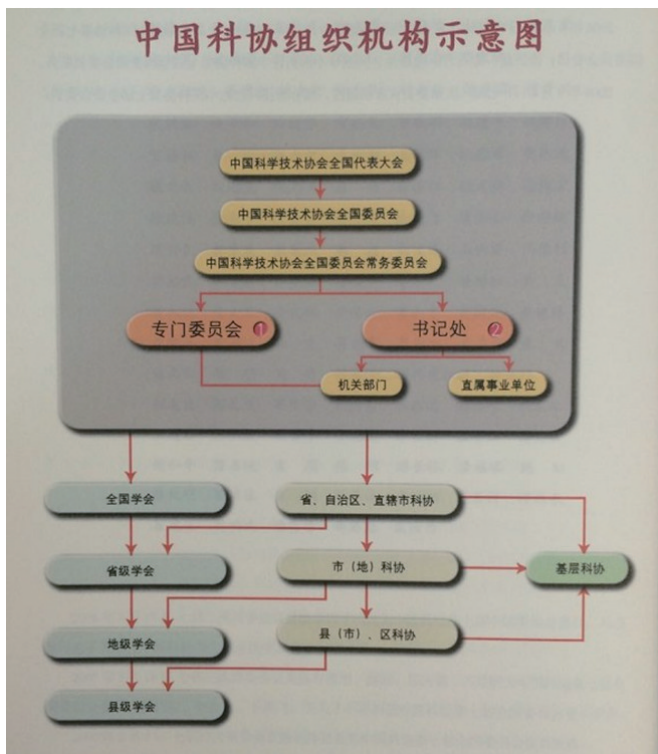 中国科协组织机构示意图
中国科学技术协会全国代表大会
中国科学技术协会全国委员会
中国科学技术协会全国委员会常务委员会
专门委员会 1
书记处 2
机关部门
直属事业单位
全国学会
省、自治区、直辖市科协
省级学会
市（地）科协
基层科协
地级学会
县（市）、区科协
县级学会